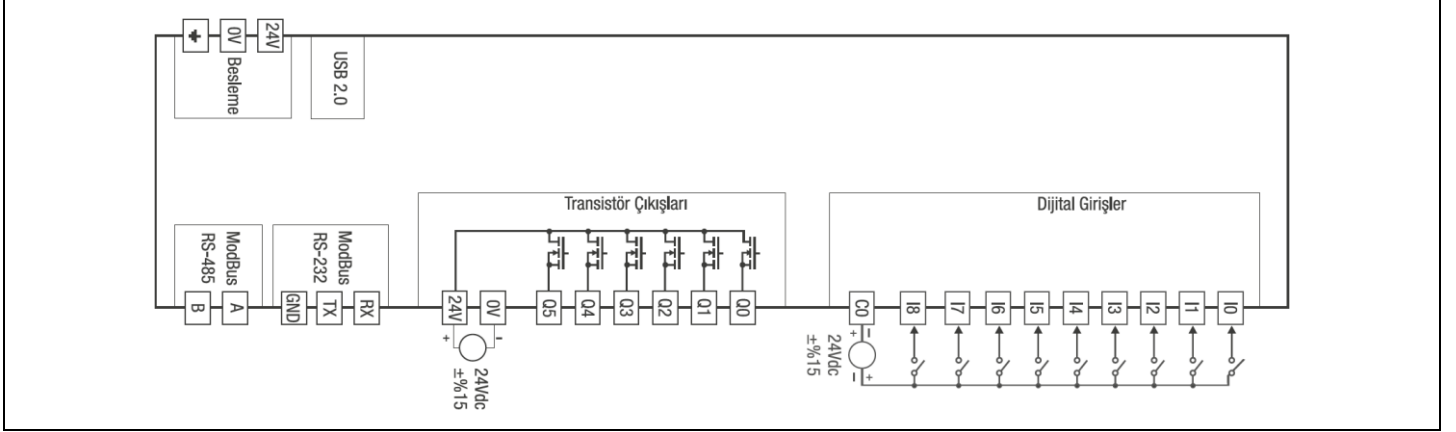 0V
24V
Besleme
USB 2.0
Transistör Çıkışları
Dijital Girişler
ModBus
RS-485
ModBus
RS-232
B
A
GND
TX
RX
24V
0V
Q5
Q4
Q3
Q2
Q1
Q0
C0
I8
I7
I6
I5
I4
I3
I2
I1
I0
+
-
24Vdc
±%15
+
-
24Vdc
±%15
-
+